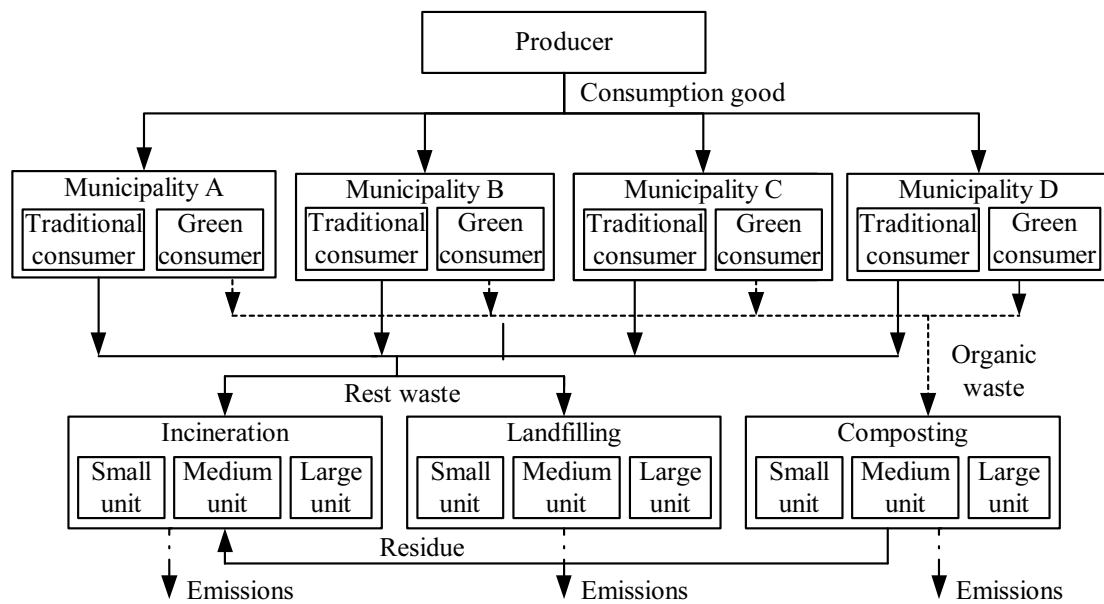 Producer
Consumption good
Municipality A
Municipality B
Municipality C
Municipality D
Traditional
consumer
Green
consumer
Traditional
consumer
Green
consumer
Traditional
consumer
Green
consumer
Traditional
consumer
Green
consumer
Organic
waste
Rest waste
Incineration
Landfilling
Composting
Small
unit
Medium
unit
Large
unit
Small
unit
Medium
unit
Large
unit
Small
unit
Medium
unit
Large
unit
Residue
Emissions
Emissions
Emissions